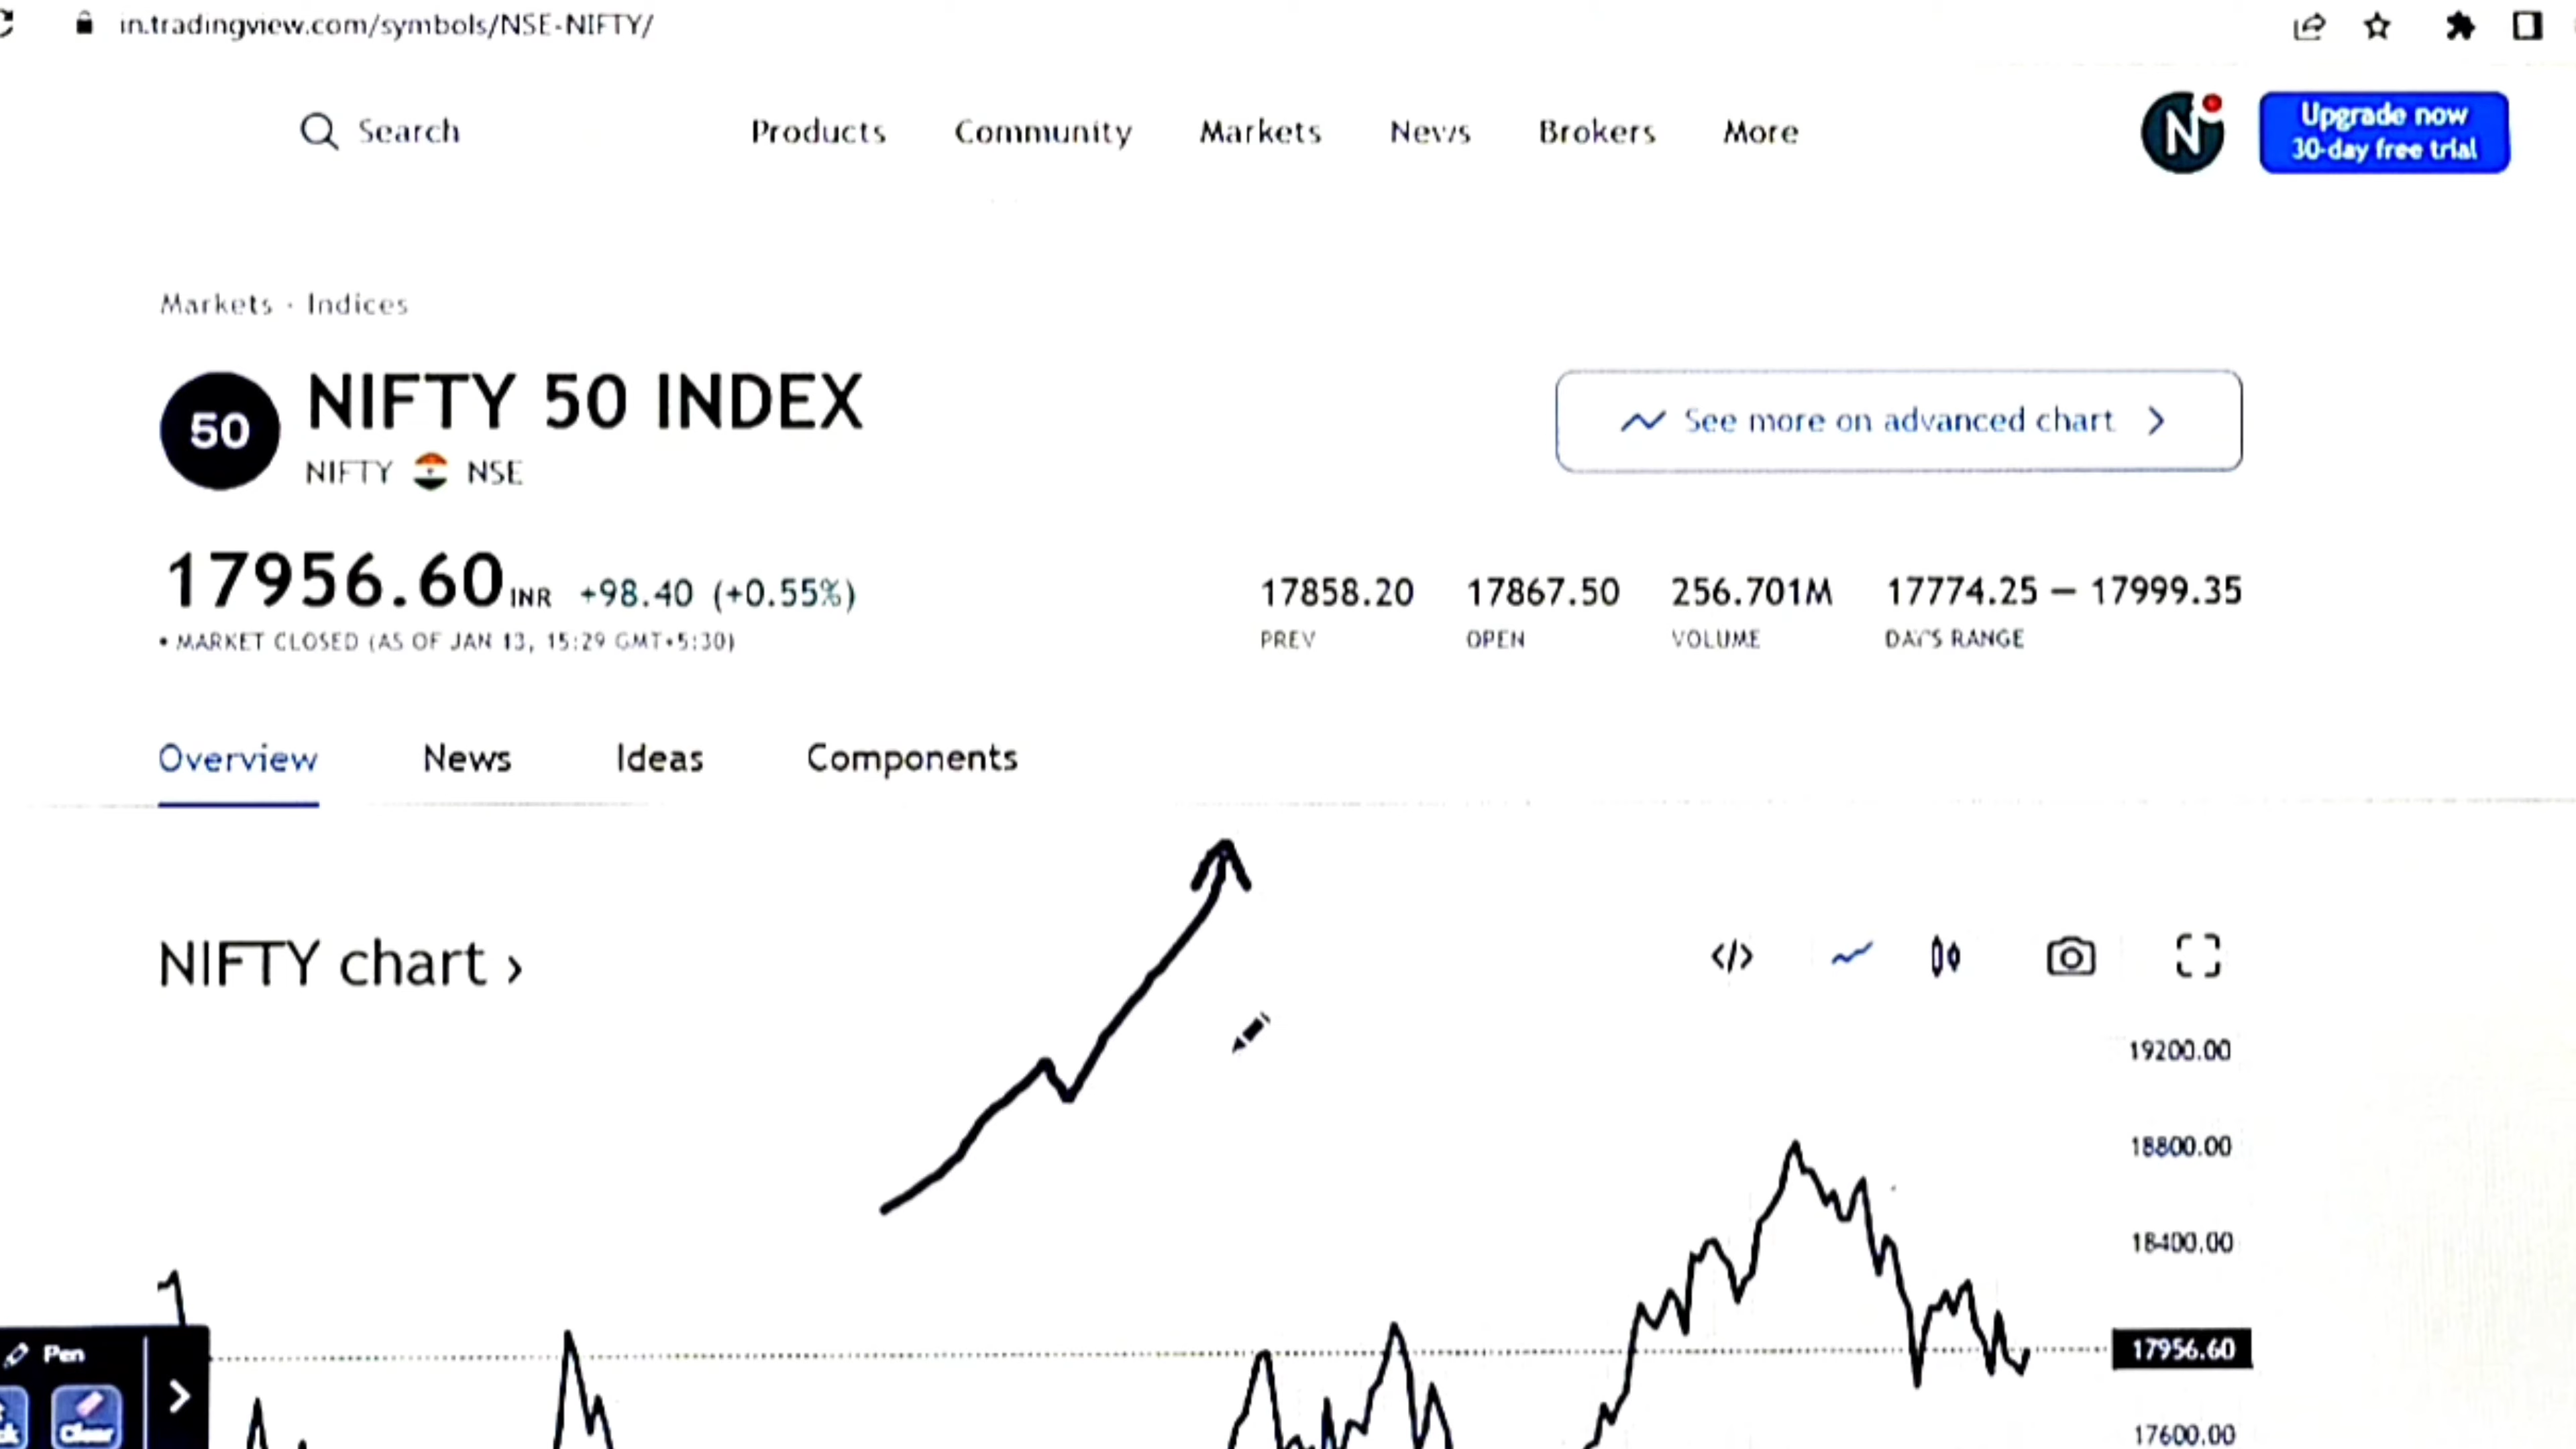 in.tradingview.com/symbols/NSE-NIFTY/
Search
Products Community Markets News Brokers More
N
Upgrade now
30-day free trial
Markets · Indices
50
NIFTY 50 INDEX
NIFTY NSE
See more on advanced chart
17956.60 INR +98.40 (+0.55%)
• MARKET CLOSED (AS OF JAN 13, 15:29 GMT+5:30)
17858.20 17867.50 256.701M 17774.25 — 17999.35
PREV OPEN VOLUME DAY'S RANGE
Overview News Ideas Components
NIFTY chart ›
</>
19200.00
18800.00
18400.00
17956.60
17600.00
Pen
Clear